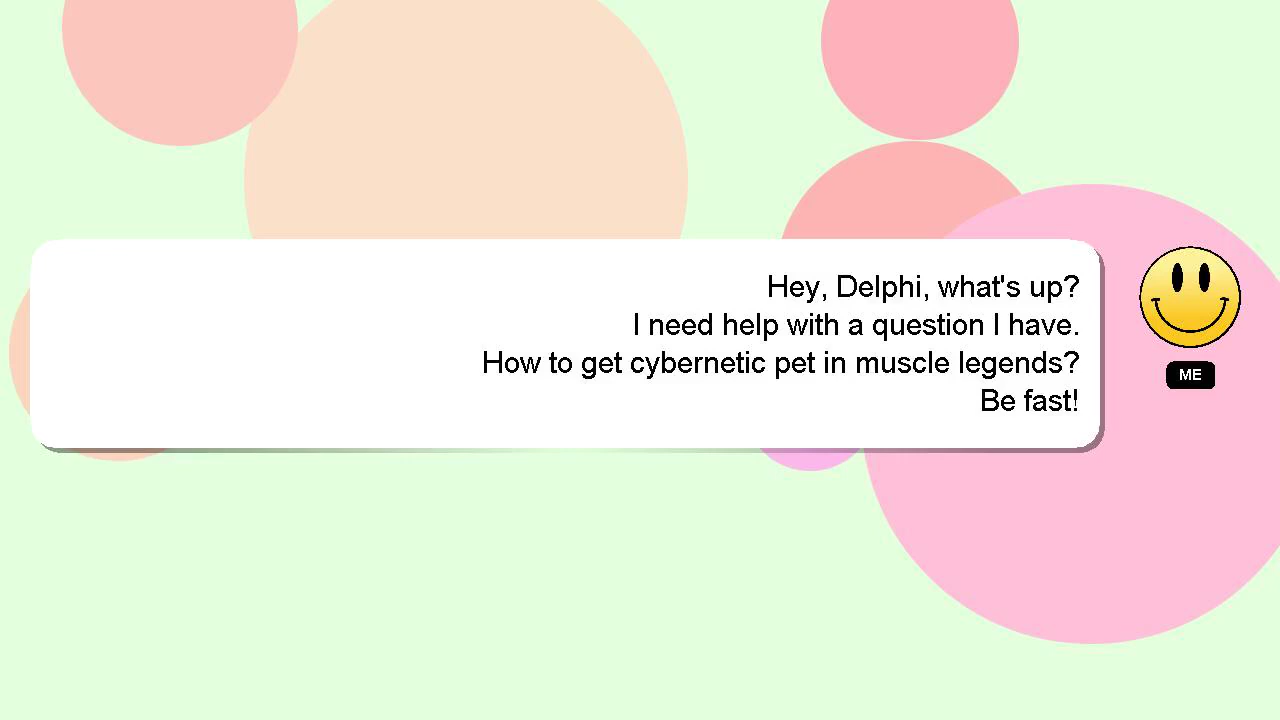 Hey, Delphi, what's up?
I need help with a question I have.
How to get cybernetic pet in muscle legends?
Be fast!
ME